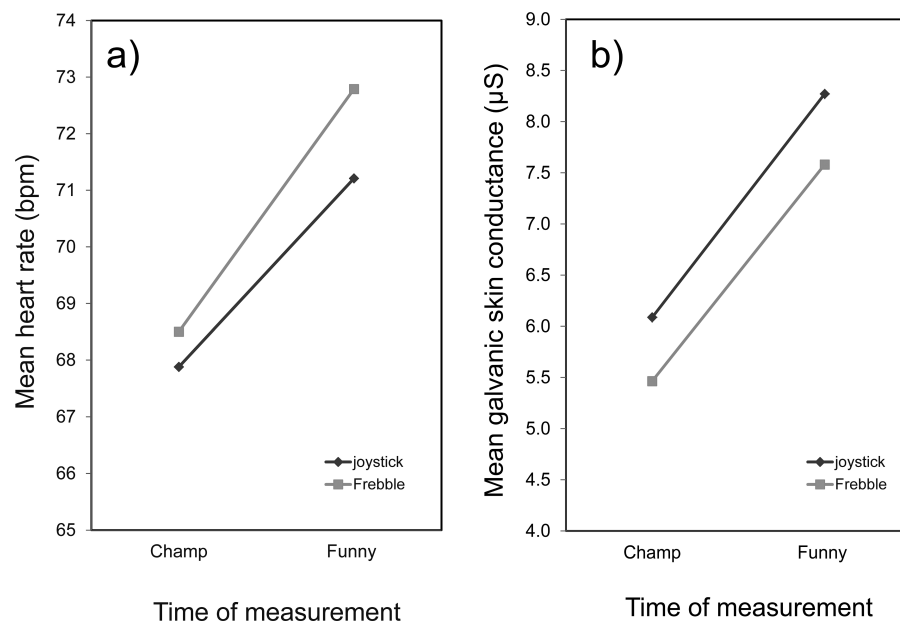 a)
Mean heart rate (bpm)
74
73
72
71
70
69
68
67
66
65
joystick
Frebble
Champ
Funny
Time of measurement
b)
Mean galvanic skin conductance (µS)
9.0
8.5
8.0
7.5
7.0
6.5
6.0
5.5
5.0
4.5
4.0
joystick
Frebble
Champ
Funny
Time of measurement